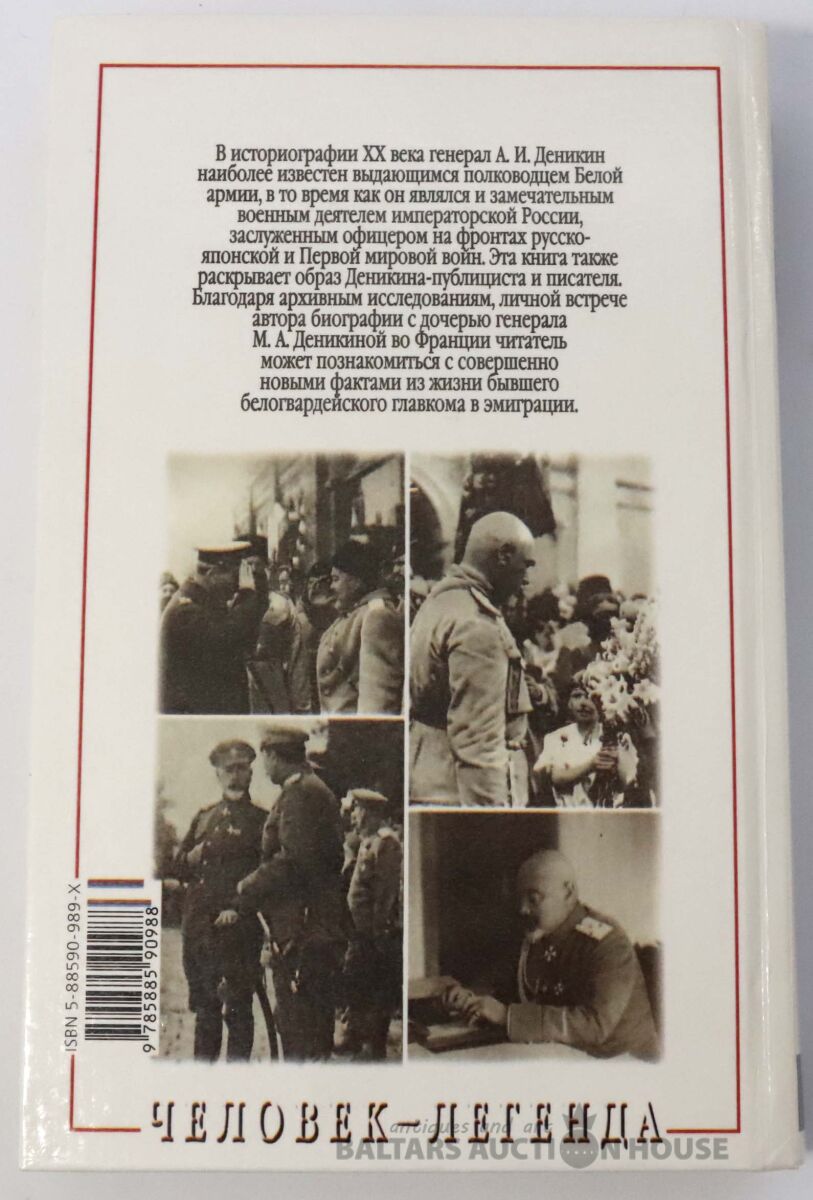 В историографии XX века генерал А. И. Деникин
наиболее известен выдающимся полководцем Белой
армии, в то время как он являлся и замечательным
военным деятелем императорской России,
заслуженным офицером на фронтах русско-
японской и Первой мировой войн. Эта книга также
раскрывает образ Деникина-публициста и писателя.
Благодаря архивным исследованиям, личной встрече
автора биографии с дочерью генерала
М. А. Деникиной во Франции читатель
может познакомиться с совершенно
новыми фактами из жизни бывшего
белогвардейского главкома в эмиграции.
ISBN 5-88590-989-X
9 785885 90988
ЧЕЛОВЕК–ЛЕГЕНДА
antiques and art
BALTARS AUCTION HOUSE